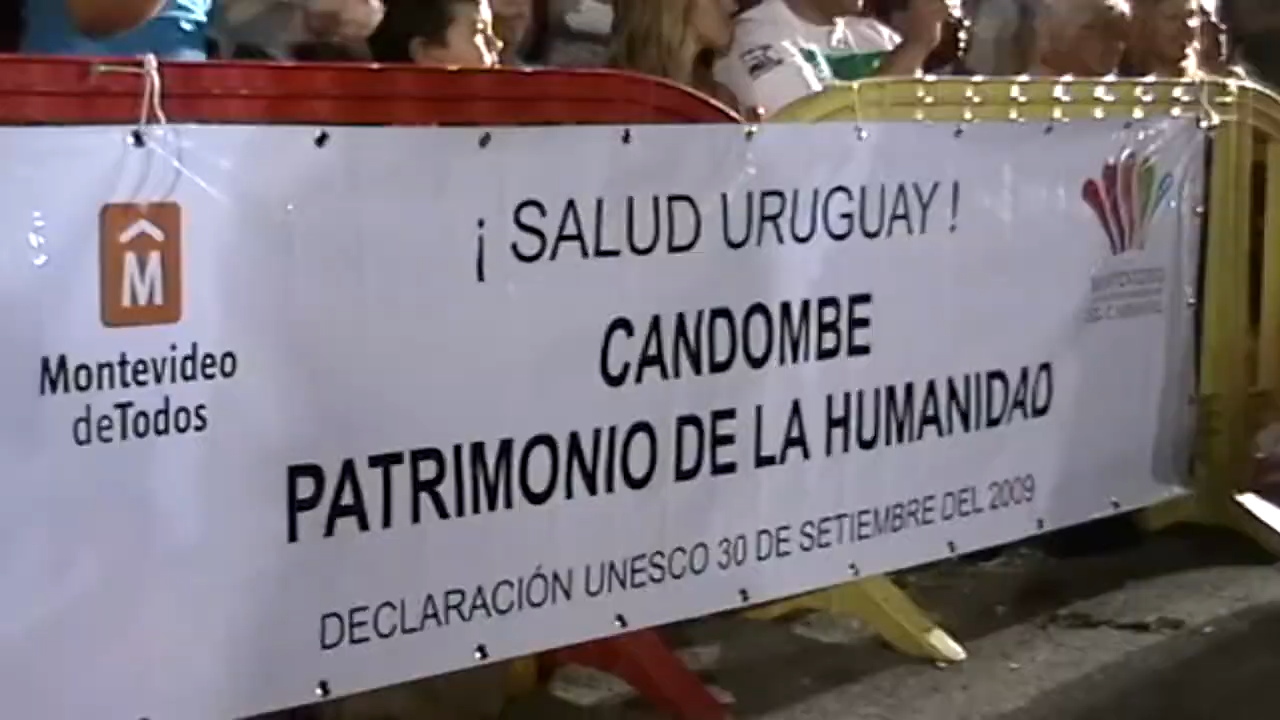 ¡ SALUD URUGUAY !
CANDOMBE
PATRIMONIO DE LA HUMANIDAD
DECLARACIÓN UNESCO 30 DE SETIEMBRE DEL 2009
M
Montevideo
deTodos